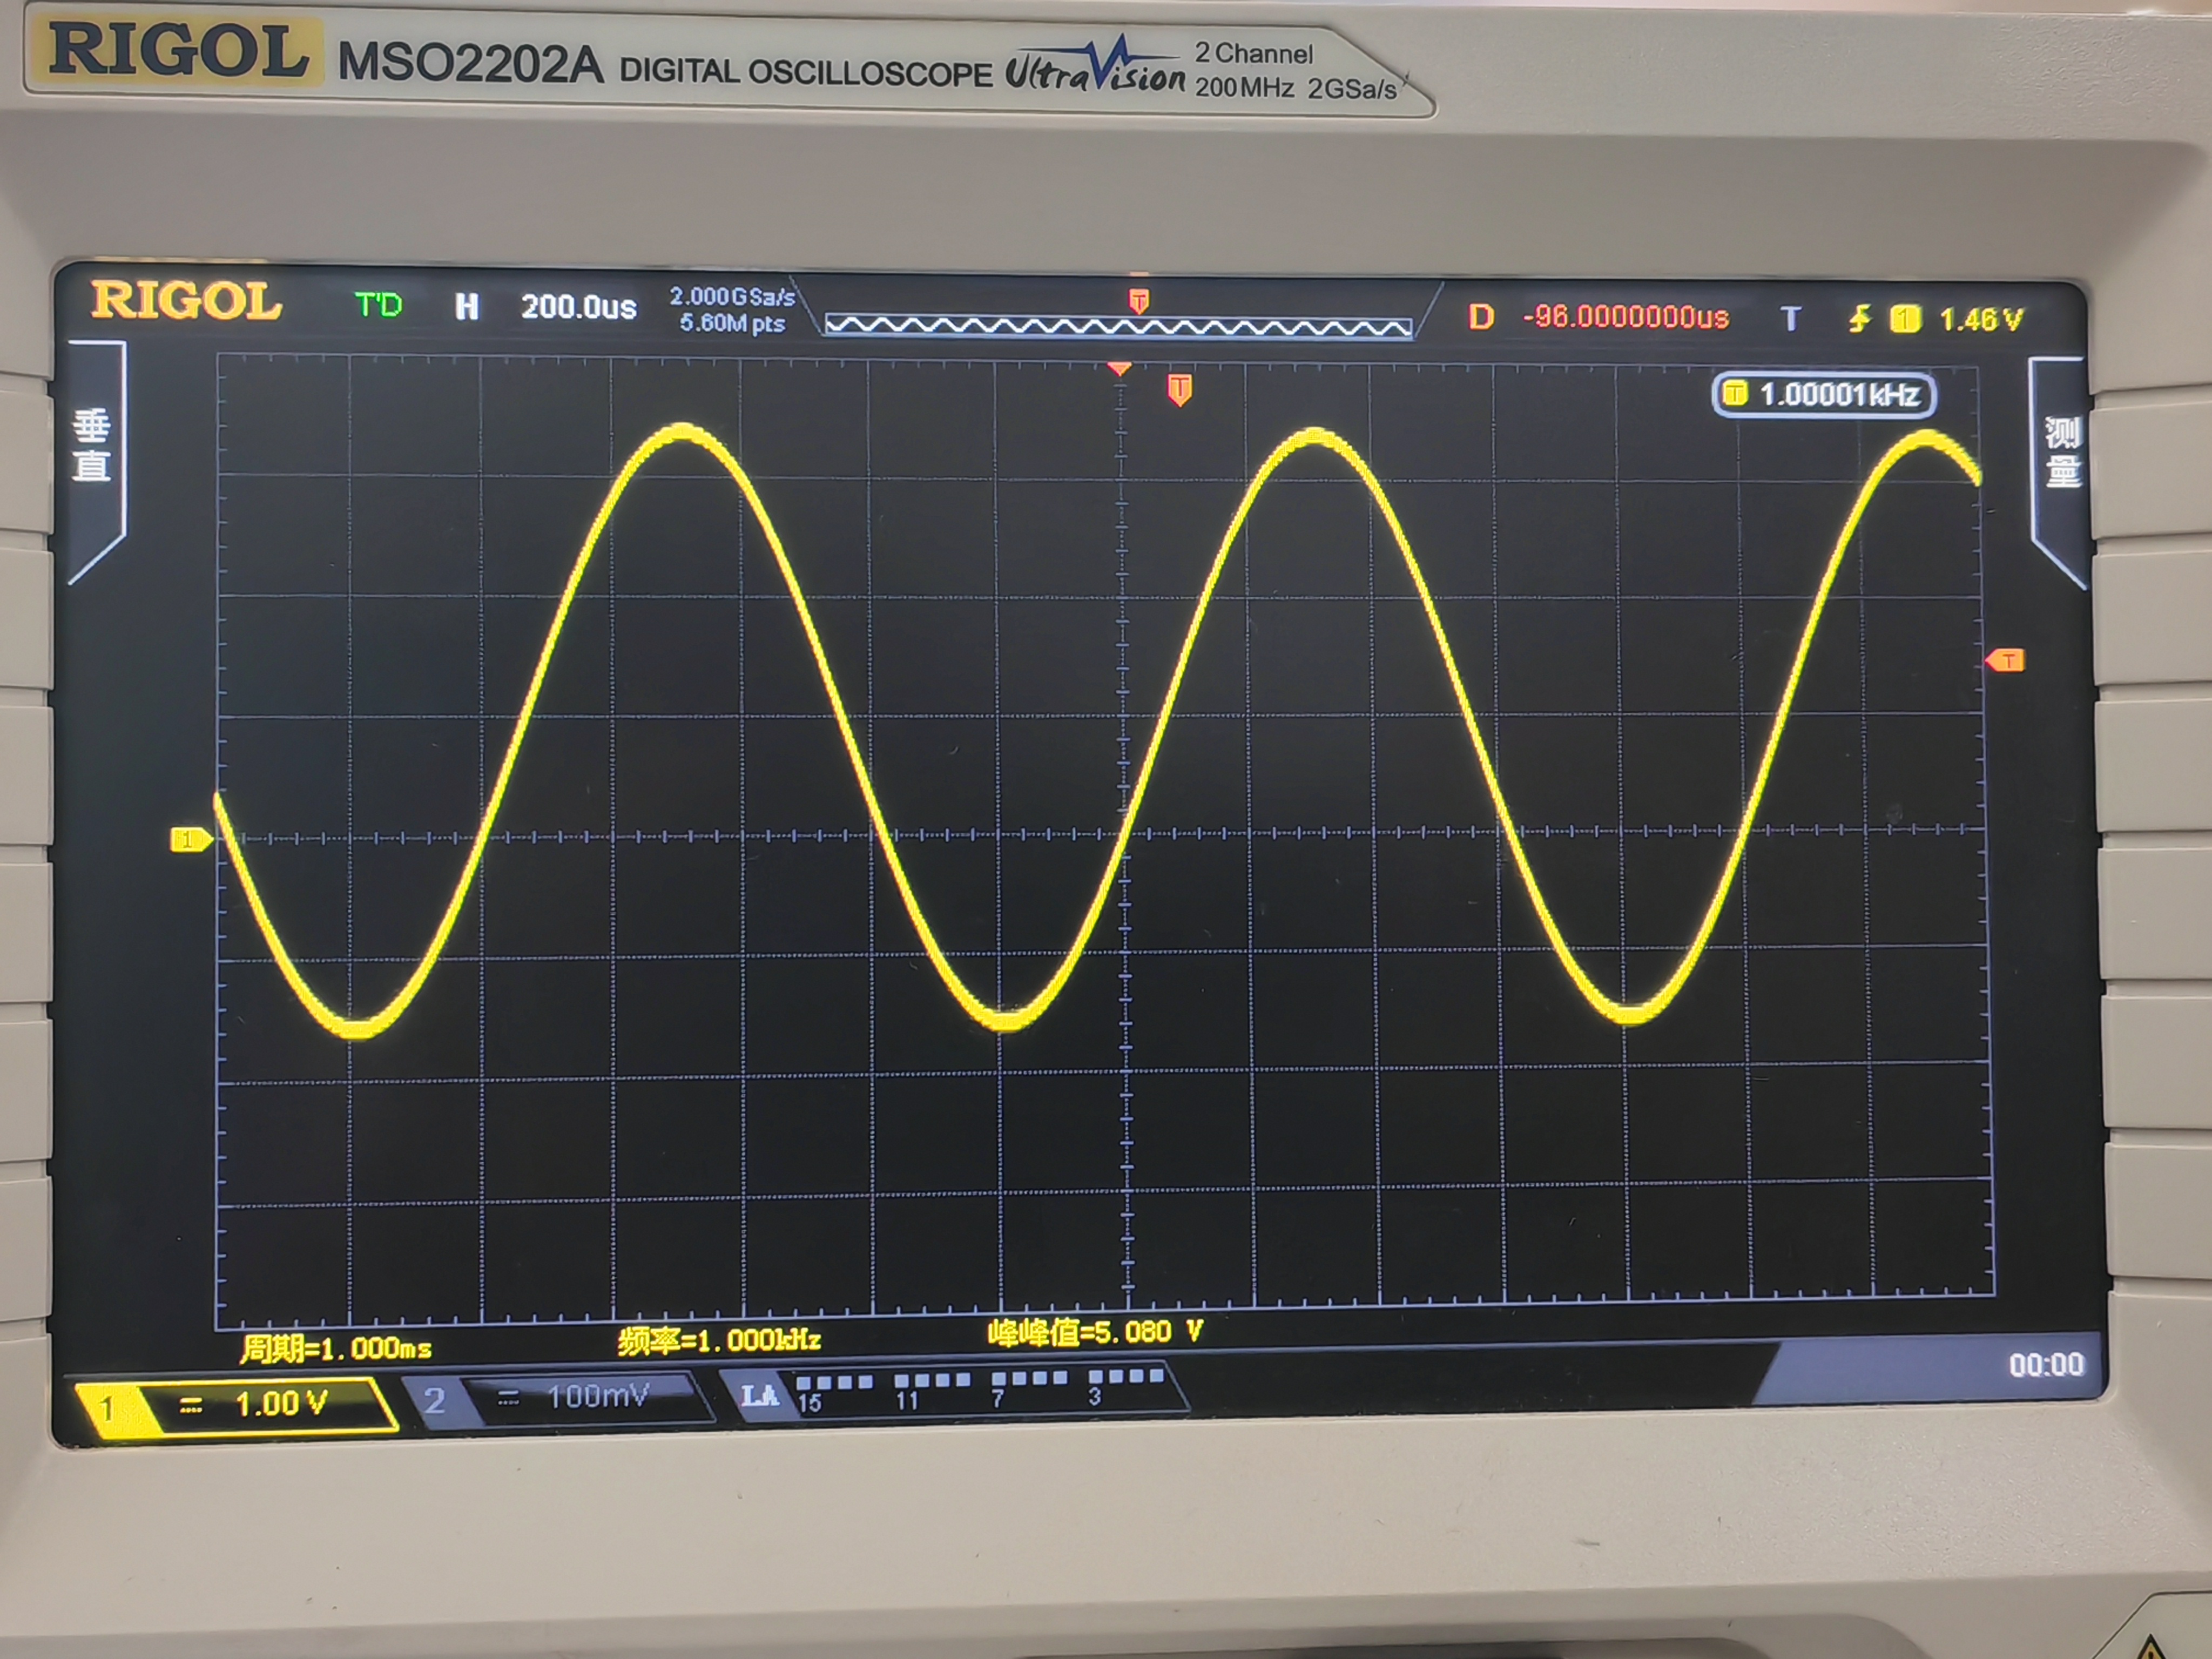 RIGOL MSO2202A DIGITAL OSCILLOSCOPE UltraVision 2 Channel
200MHz 2GSa/s
RIGOL T'D H 200.0us 2.000GSa/s
5.60M pts
T
D -96.0000000us T 1 1.46V
垂直
T
T 1.00001kHz
测量
T
1
周期=1.000ms 频率=1.000kHz 峰峰值=5.080 V
1 1.00V 2 100mV LA 15 11 7 3
00:00